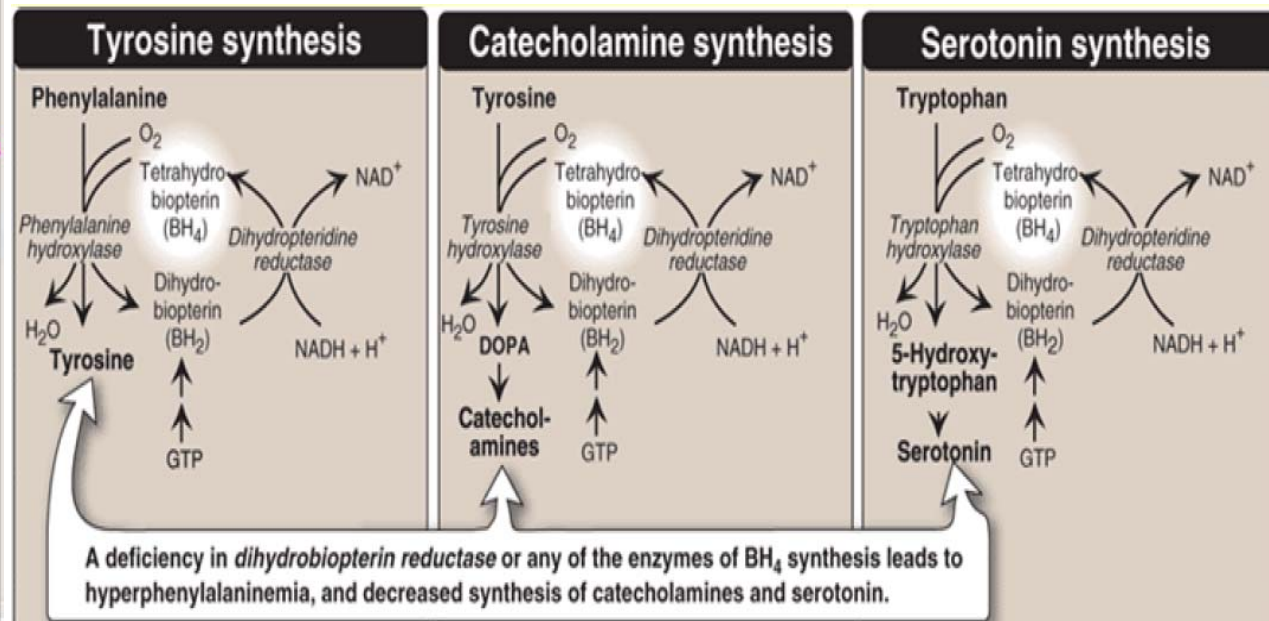 Tyrosine synthesis
Phenylalanine
O2
Tetrahydro-
biopterin
(BH4)
NAD+
Phenylalanine
hydroxylase
Dihydropteridine
reductase
Dihydro-
biopterin
(BH2)
H2O
Tyrosine
NADH + H+
GTP
Catecholamine synthesis
Tyrosine
O2
Tetrahydro-
biopterin
(BH4)
NAD+
Tyrosine
hydroxylase
Dihydropteridine
reductase
Dihydro-
biopterin
(BH2)
H2O
DOPA
NADH + H+
Catechol-
amines
GTP
Serotonin synthesis
Tryptophan
O2
Tetrahydro-
biopterin
(BH4)
NAD+
Tryptophan
hydroxylase
Dihydropteridine
reductase
Dihydro-
biopterin
(BH2)
H2O
5-Hydroxy-
tryptophan
NADH + H+
Serotonin
GTP
A deficiency in dihydrobiopterin reductase or any of the enzymes of BH4 synthesis leads to
hyperphenylalaninemia, and decreased synthesis of catecholamines and serotonin.